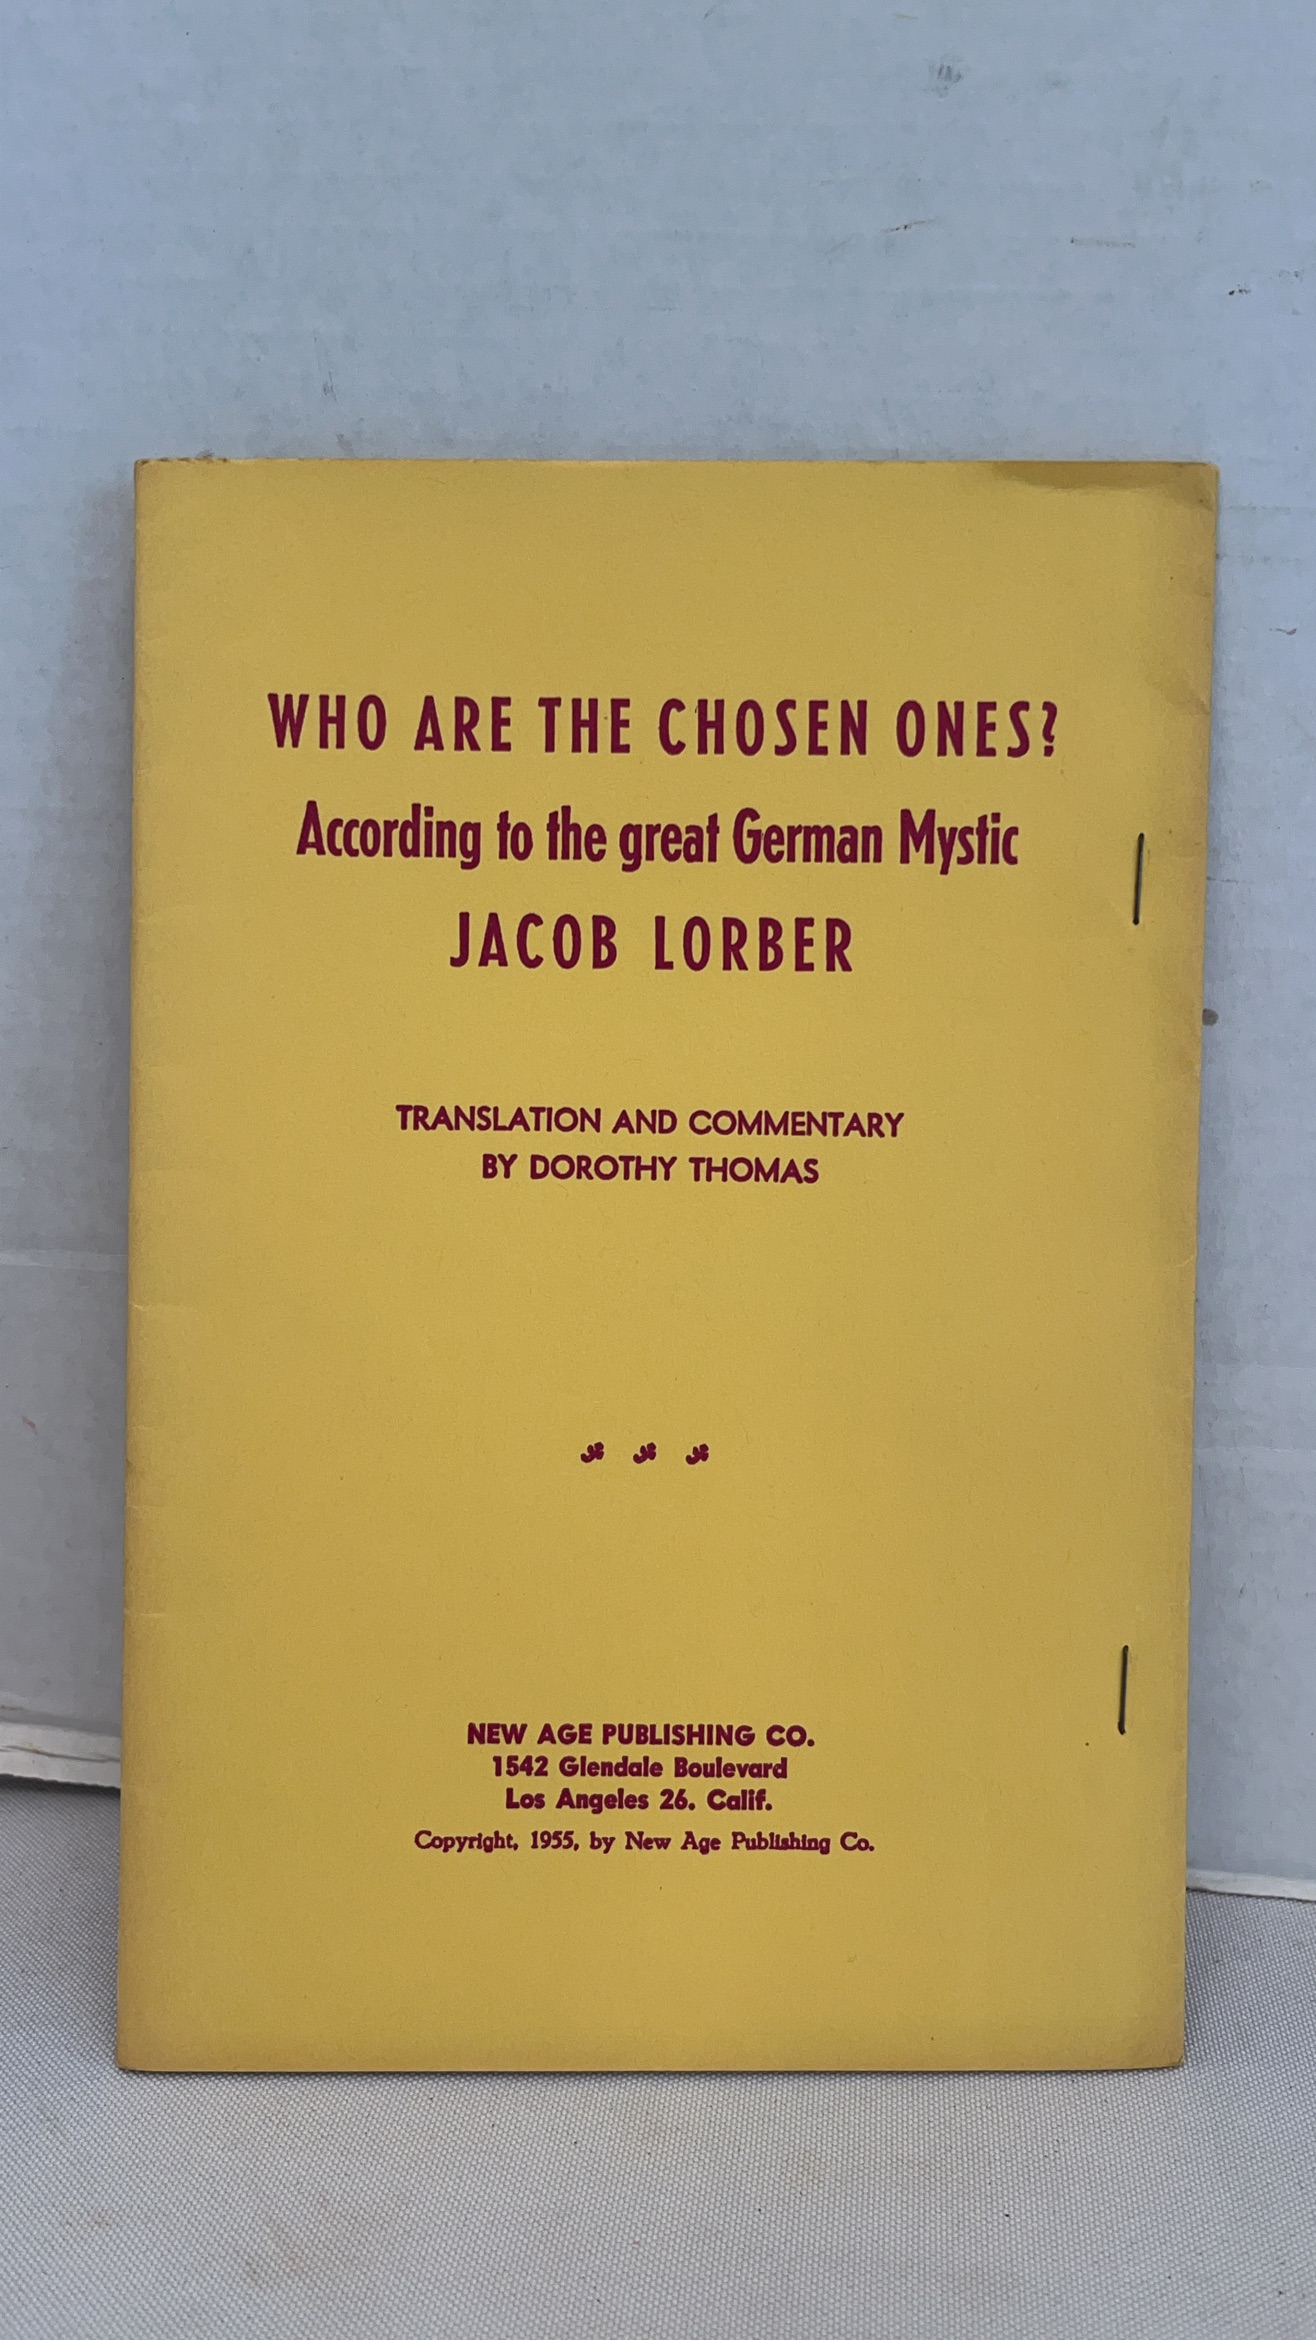 WHO ARE THE CHOSEN ONES?
According to the great German Mystic
JACOB LORBER
TRANSLATION AND COMMENTARY
BY DOROTHY THOMAS
NEW AGE PUBLISHING CO.
1542 Glendale Boulevard
Los Angeles 26, Calif.
Copyright, 1955, by New Age Publishing Co.